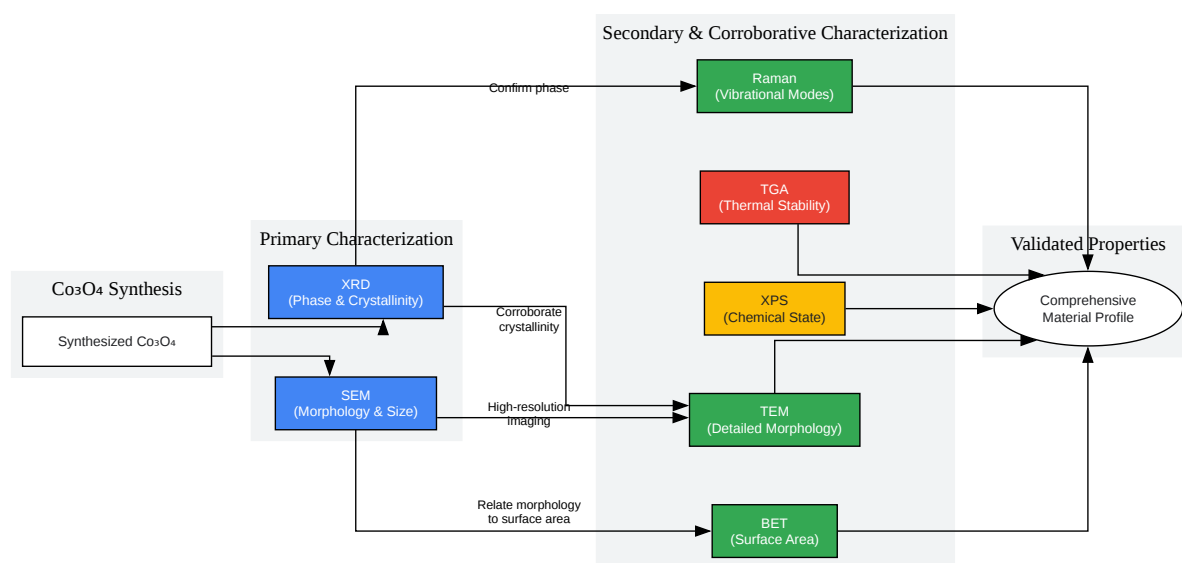 Secondary & Corroborative Characterization
Raman
(Vibrational Modes)
Confirm phase
TGA
(Thermal Stability)
Primary Characterization
Validated Properties
XRD
(Phase & Crystallinity)
Co₃O₄ Synthesis
Synthesized Co₃O₄
Corroborate
crystallinity
XPS
(Chemical State)
Comprehensive
Material Profile
SEM
(Morphology & Size)
High-resolution
imaging
TEM
(Detailed Morphology)
Relate morphology
to surface area
BET
(Surface Area)